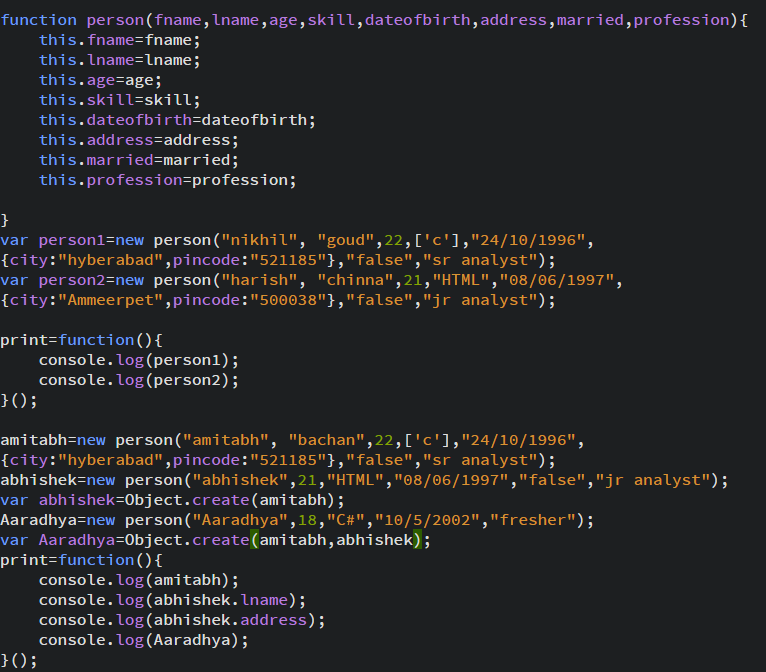 function person(fname,lname,age,skill,dateofbirth,address,married,profession){
    this.fname=fname;
    this.lname=lname;
    this.age=age;
    this.skill=skill;
    this.dateofbirth=dateofbirth;
    this.address=address;
    this.married=married;
    this.profession=profession;

}
var person1=new person("nikhil", "goud",22,['c'],"24/10/1996",
{city:"hyberabad",pincode:"521185"},"false","sr analyst");
var person2=new person("harish", "chinna",21,"HTML","08/06/1997",
{city:"Ammeerpet",pincode:"500038"},"false","jr analyst");

print=function(){
    console.log(person1);
    console.log(person2);
}();

amitabh=new person("amitabh", "bachan",22,['c'],"24/10/1996",
{city:"hyberabad",pincode:"521185"},"false","sr analyst");
abhishek=new person("abhishek",21,"HTML","08/06/1997","false","jr analyst");
var abhishek=Object.create(amitabh);
Aaradhya=new person("Aaradhya",18,"C#","10/5/2002","fresher");
var Aaradhya=Object.create(amitabh,abhishek);
print=function(){
    console.log(amitabh);
    console.log(abhishek.lname);
    console.log(abhishek.address);
    console.log(Aaradhya);
}();